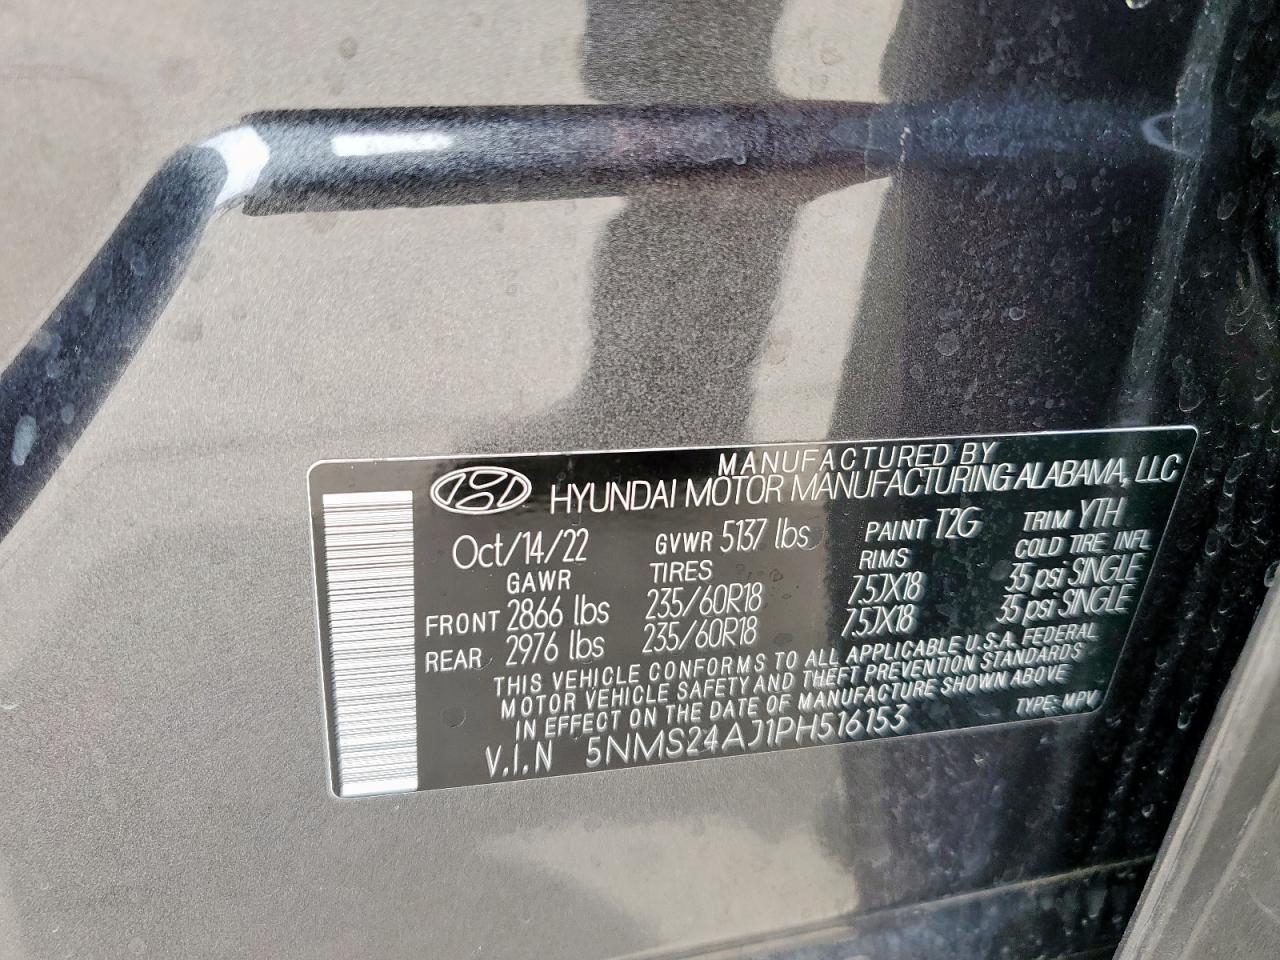 MANUFACTURED BY
HYUNDAI MOTOR MANUFACTURING ALABAMA, LLC
Oct/14/22 GVWR 5137 lbs PAINT T2G TRIM YTH
GAWR TIRES RIMS COLD TIRE INFL
FRONT 2866 lbs 235/60R18 7.5JX18 35 psi SINGLE
REAR 2976 lbs 235/60R18 7.5JX18 35 psi SINGLE
THIS VEHICLE CONFORMS TO ALL APPLICABLE U.S.A. FEDERAL
MOTOR VEHICLE SAFETY AND THEFT PREVENTION STANDARDS
IN EFFECT ON THE DATE OF MANUFACTURE SHOWN ABOVE
V.I.N 5NMS24AJ1PH516153 TYPE: MPV